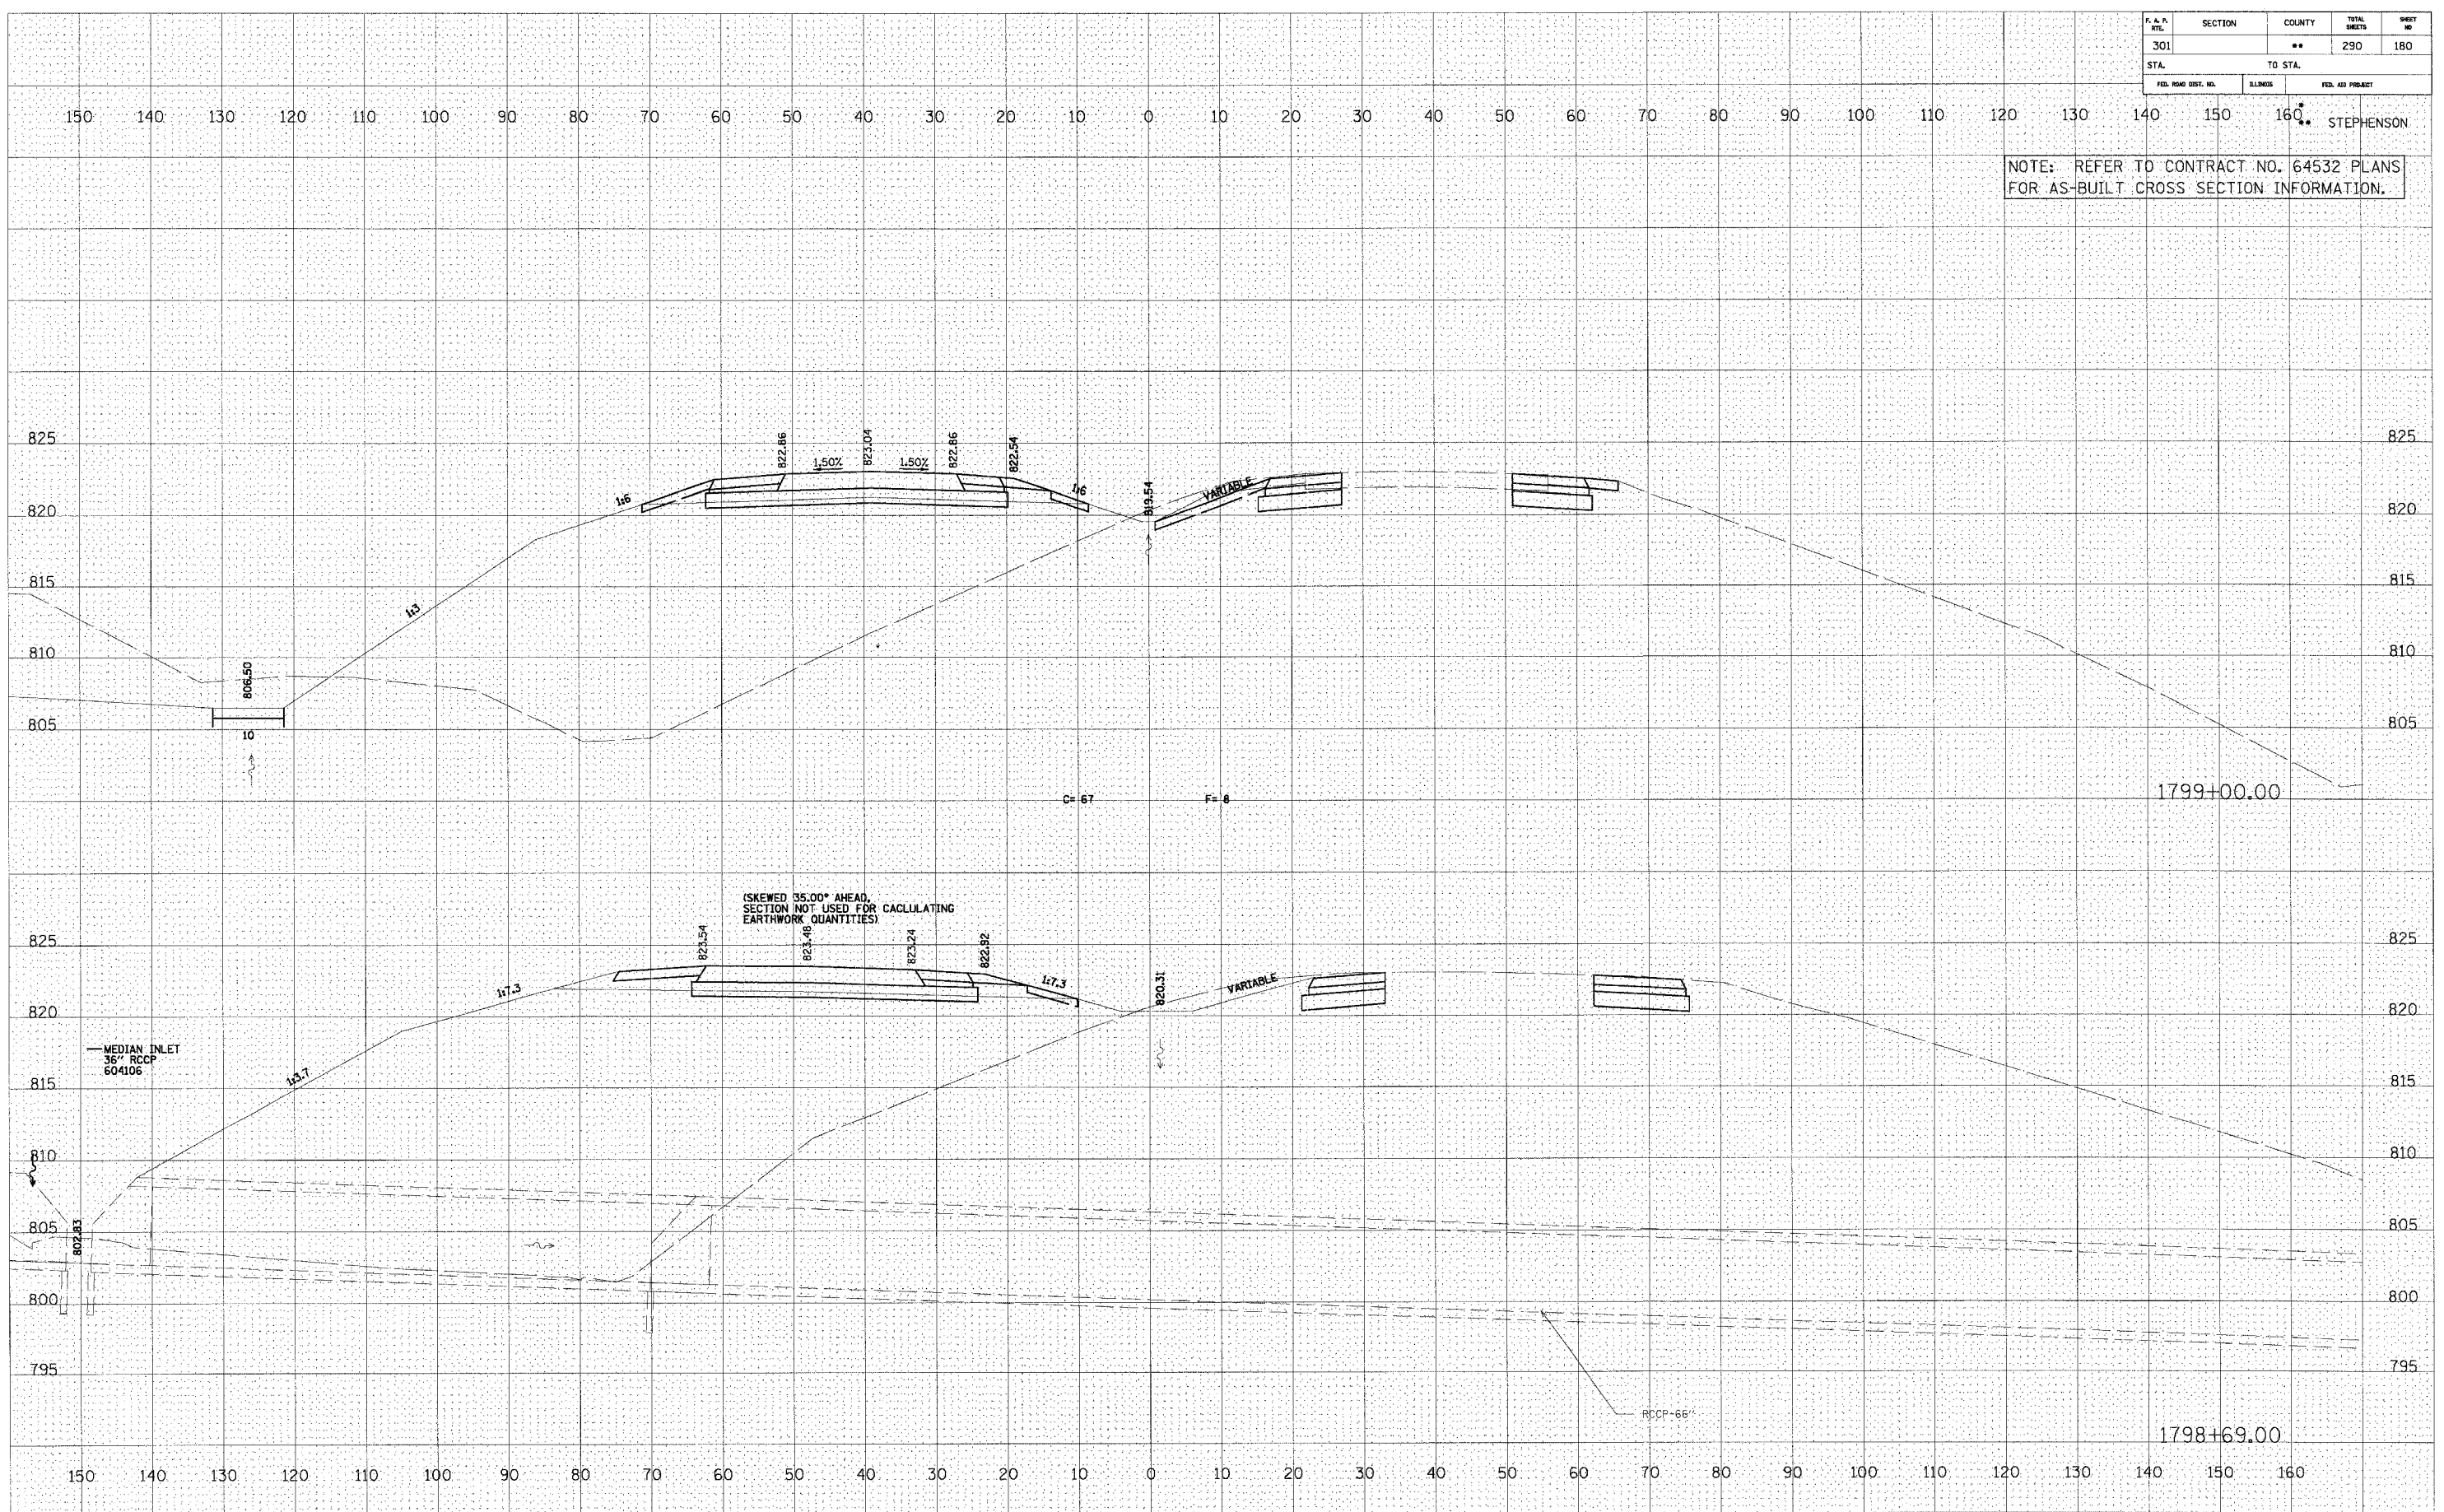 F. A. P. RTE. SECTION COUNTY TOTAL SHEETS SHEET NO
301 ** 290 180
STA. TO STA.
FED. ROAD DIST. NO. ILLINOIS FED. AID PROJECT
*
** STEPHENSON
150 140 130 120 110 100 90 80 70 60 50 40 30 20 10 0 10 20 30 40 50 60 70 80 90 100 110 120 130 140 150 160
NOTE: REFER TO CONTRACT NO. 64532 PLANS
FOR AS-BUILT CROSS SECTION INFORMATION.
825 822.86 1.50% 823.04 1.50% 822.86 822.54 825
820 1:6 1:6 819.54 VARIABLE 820
815 1:3 815
810 806.50 810
805 10 805
C= 67 F= 8 1799+00.00
(SKEWED 35.00° AHEAD,
SECTION NOT USED FOR CACLULATING
EARTHWORK QUANTITIES)
825 823.54 823.48 823.24 822.92 825
820 1:7.3 1:7.3 820.31 VARIABLE 820
MEDIAN INLET
36" RCCP
604106
815 1:3.7 815
810 810
805 802.83 805
800 800
795 795
RCCP-66"
1798+69.00
150 140 130 120 110 100 90 80 70 60 50 40 30 20 10 0 10 20 30 40 50 60 70 80 90 100 110 120 130 140 150 160